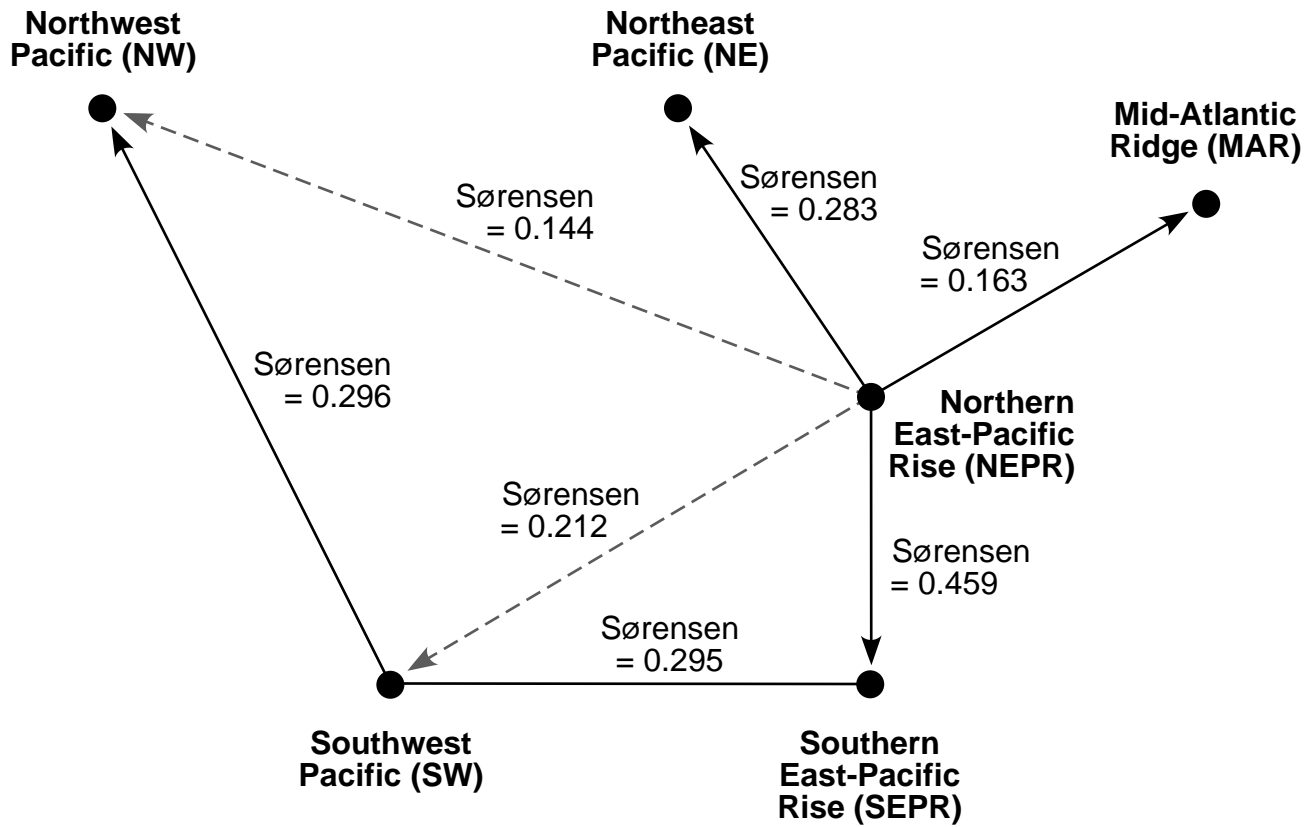 Northwest
Pacific (NW)
Northeast
Pacific (NE)
Mid-Atlantic
Ridge (MAR)
Sørensen
= 0.144
Sørensen
= 0.283
Sørensen
= 0.163
Sørensen
= 0.296
Northern
East-Pacific
Rise (NEPR)
Sørensen
= 0.212
Sørensen
= 0.459
Sørensen
= 0.295
Southwest
Pacific (SW)
Southern
East-Pacific
Rise (SEPR)